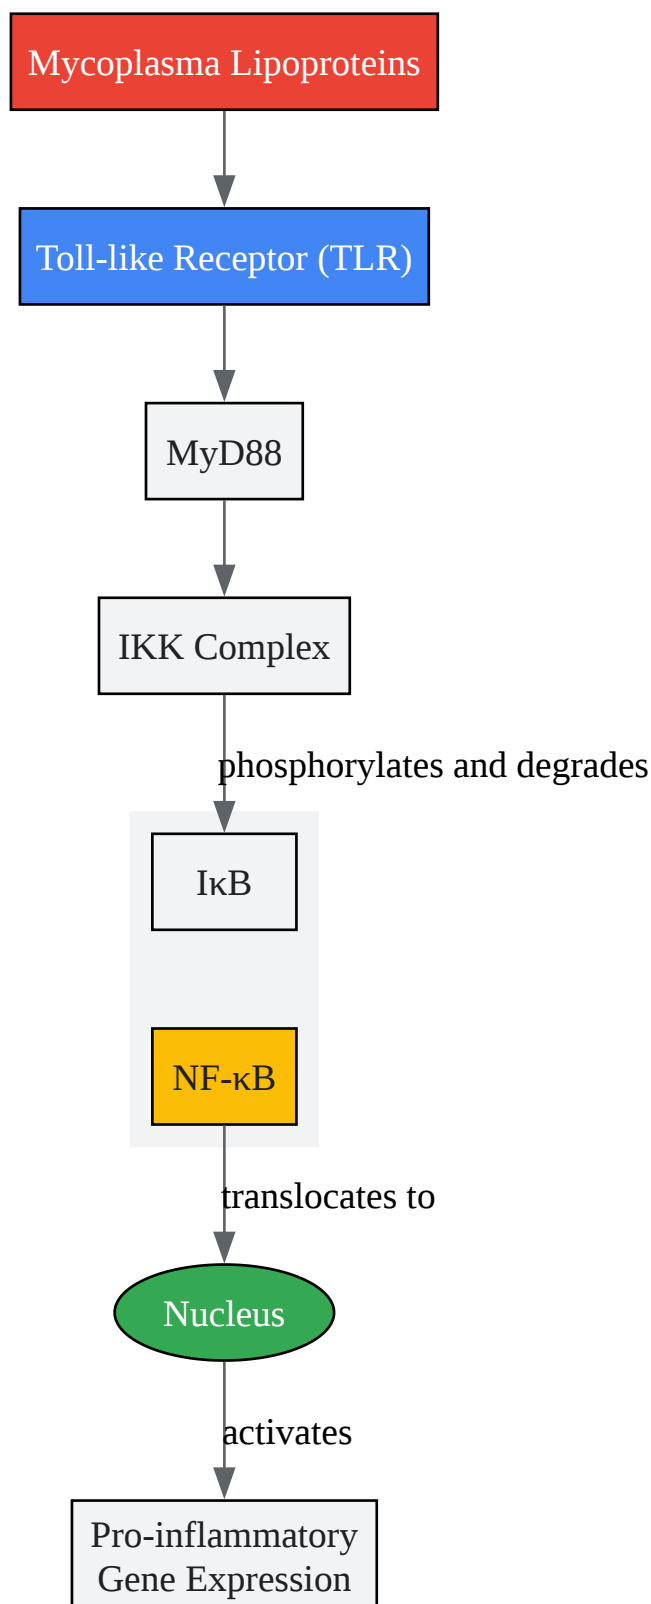 Mycoplasma Lipoproteins
Toll-like Receptor (TLR)
MyD88
IKK Complex
phosphorylates and degrades
IκB
NF-κB
translocates to
Nucleus
activates
Pro-inflammatory
Gene Expression